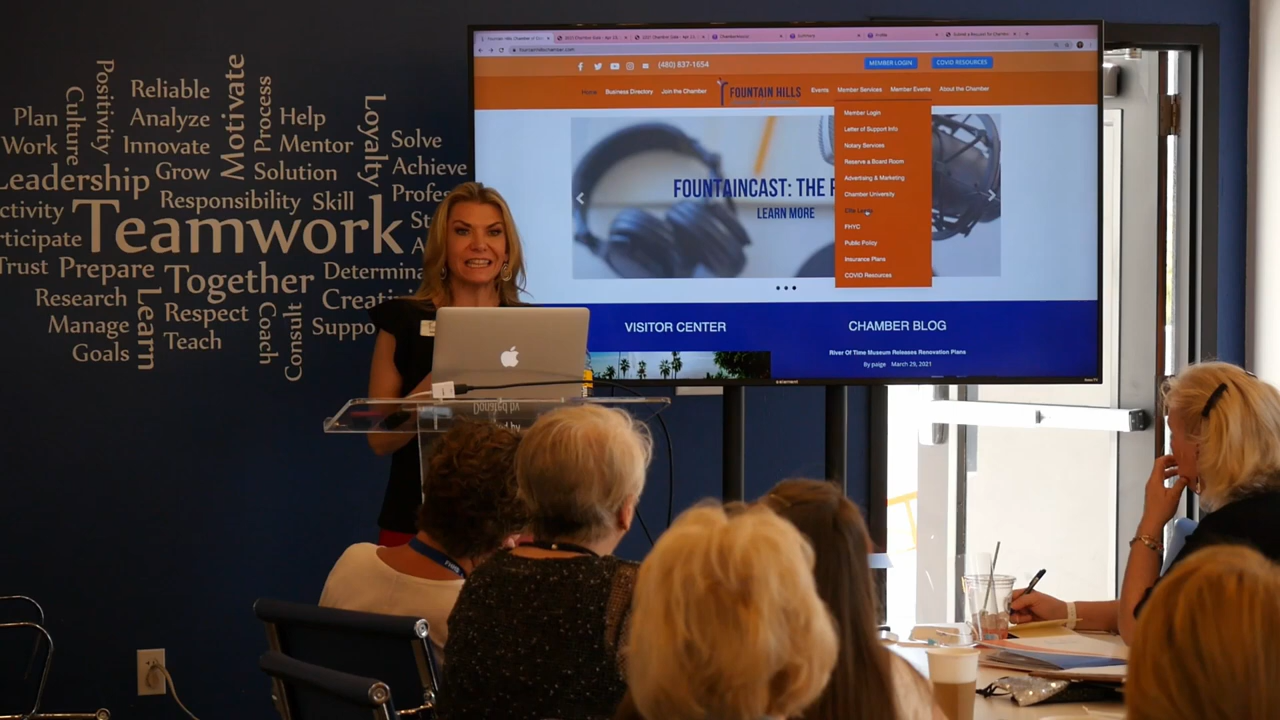 Positivity
Culture
Reliable
Motivate
Process
Plan
Analyze
Help
Loyalty
Work
Innovate
Mentor
Solve
Grow
Solution
Achieve
Leadership
Responsibility
Skill
Teamwork
Trust
Prepare
Together
Research
Learn
Respect
Coach
Consult
Manage
Teach
Goals
fountainhillschamber.com
(480) 837-1654
MEMBER LOGIN
COVID RESOURCES
Home Business Directory Join the Chamber FOUNTAIN HILLS Events Member Services Member Events About the Chamber
Member Login
Letter of Support Info
Notary Services
Reserve a Board Room
Advertising & Marketing
Chamber University
FHYC
Public Policy
Insurance Plans
COVID Resources
FOUNTAINCAST: THE
LEARN MORE
VISITOR CENTER
CHAMBER BLOG
River Of Time Museum Releases Renovation Plans
By paige March 29, 2021
Donated by